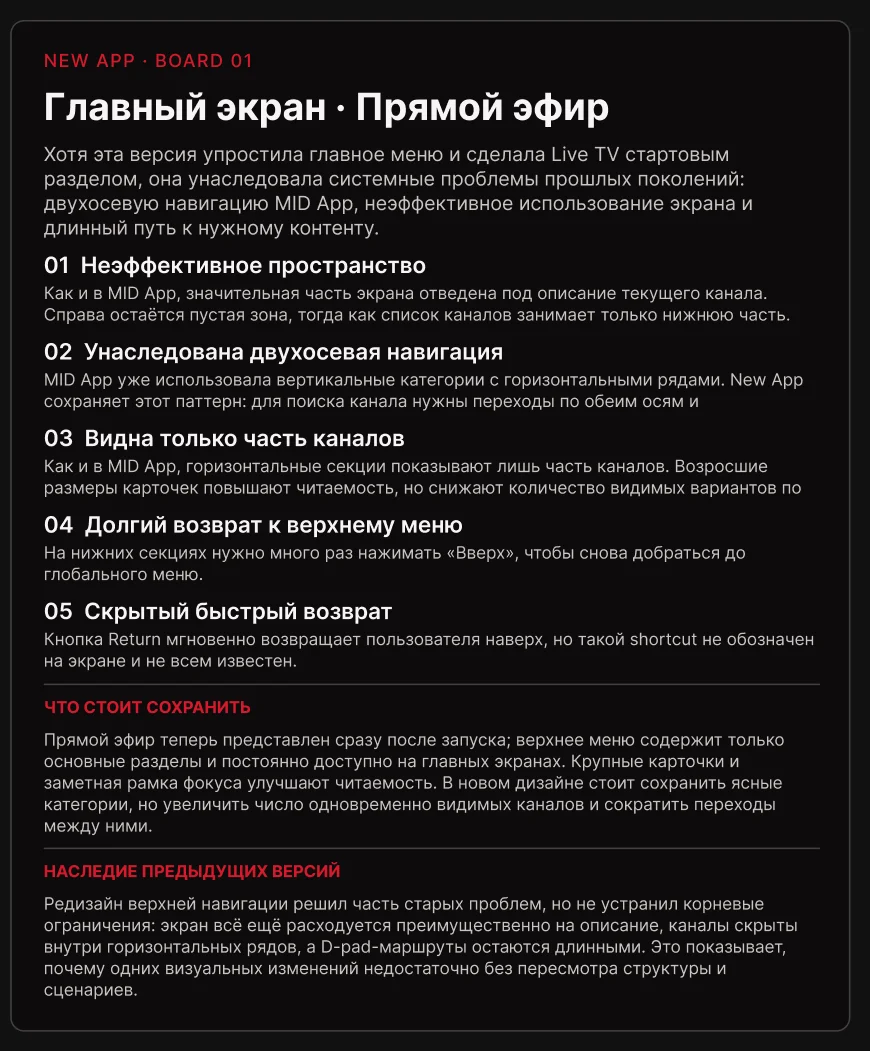 NEW APP · BOARD 01
Главный экран · Прямой эфир
Хотя эта версия упростила главное меню и сделала Live TV стартовым
разделом, она унаследовала системные проблемы прошлых поколений:
двухосевую навигацию MID App, неэффективное использование экрана и
длинный путь к нужному контенту.
01 Неэффективное пространство
Как и в MID App, значительная часть экрана отведена под описание текущего канала.
Справа остаётся пустая зона, тогда как список каналов занимает только нижнюю часть.
02 Унаследована двухосевая навигация
MID App уже использовала вертикальные категории с горизонтальными рядами. New App
сохраняет этот паттерн: для поиска канала нужны переходы по обеим осям и
03 Видна только часть каналов
Как и в MID App, горизонтальные секции показывают лишь часть каналов. Возросшие
размеры карточек повышают читаемость, но снижают количество видимых вариантов по
04 Долгий возврат к верхнему меню
На нижних секциях нужно много раз нажимать «Вверх», чтобы снова добраться до
глобального меню.
05 Скрытый быстрый возврат
Кнопка Return мгновенно возвращает пользователя наверх, но такой shortcut не обозначен
на экране и не всем известен.
ЧТО СТОИТ СОХРАНИТЬ
Прямой эфир теперь представлен сразу после запуска; верхнее меню содержит только
основные разделы и постоянно доступно на главных экранах. Крупные карточки и
заметная рамка фокуса улучшают читаемость. В новом дизайне стоит сохранить ясные
категории, но увеличить число одновременно видимых каналов и сократить переходы
между ними.
НАСЛЕДИЕ ПРЕДЫДУЩИХ ВЕРСИЙ
Редизайн верхней навигации решил часть старых проблем, но не устранил корневые
ограничения: экран всё ещё расходуется преимущественно на описание, каналы скрыты
внутри горизонтальных рядов, а D-pad-маршруты остаются длинными. Это показывает,
почему одних визуальных изменений недостаточно без пересмотра структуры и
сценариев.